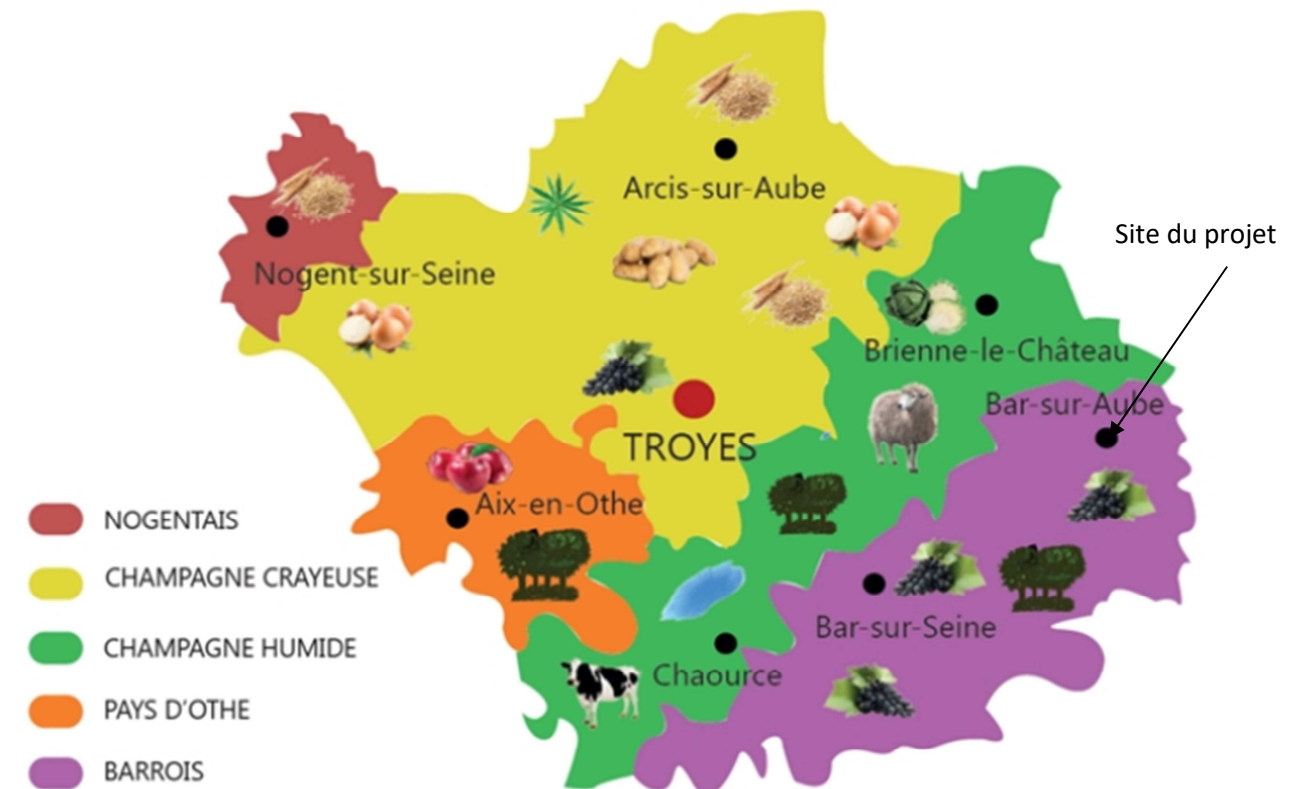 Arcis-sur-Aube
Site du projet
Nogent-sur-Seine
Brienne-le-Château
Bar-sur-Aube
TROYES
Aix-en-Othe
Bar-sur-Seine
Chaource
NOGENTAIS
CHAMPAGNE CRAYEUSE
CHAMPAGNE HUMIDE
PAYS D'OTHE
BARROIS